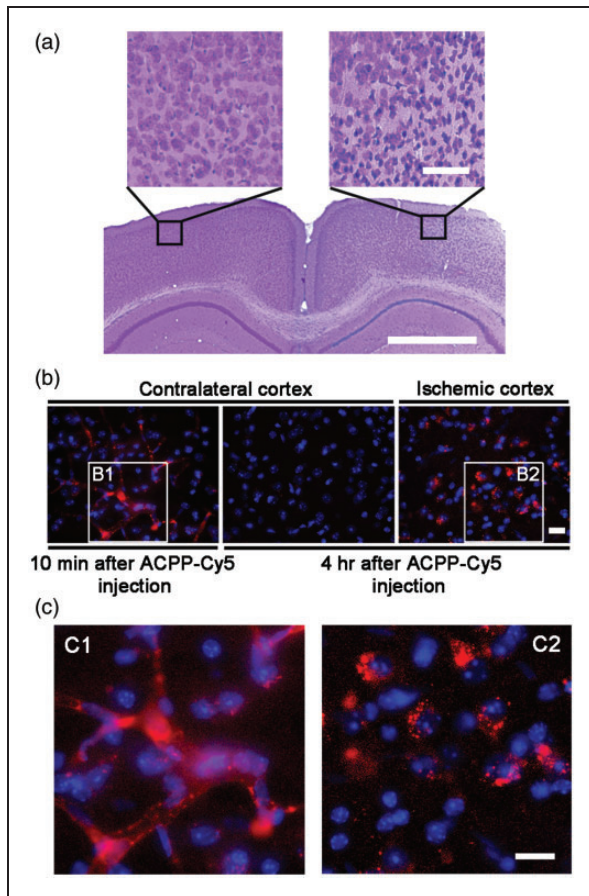 (a)
(b)
Contralateral cortex Ischemic cortex
B1 B2
10 min after ACPP-Cy5 injection
4 hr after ACPP-Cy5 injection
(c)
C1 C2